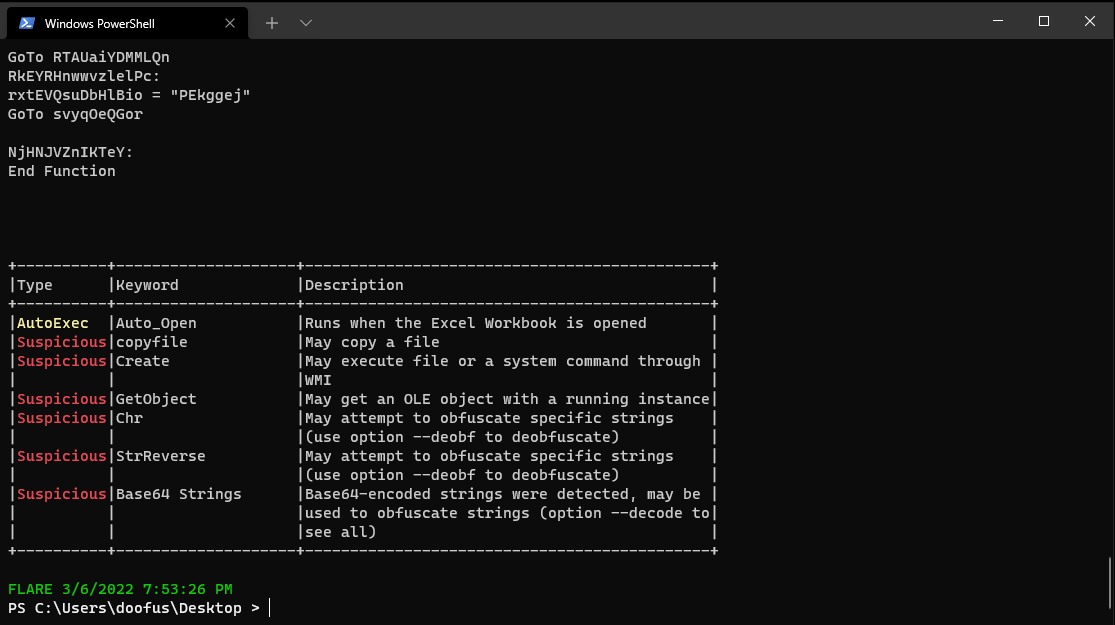 Windows PowerShell
GoTo RTAUaiYDMMLQn
RkEYRHnwwvzlelPc:
rxtEVQsuDbHlBio = "PEkggej"
GoTo svyqOeQGor
NjHNJVZnIKTeY:
End Function
+----------+--------------------+---------------------------------------------+
|Type      |Keyword             |Description                                  |
+----------+--------------------+---------------------------------------------+
|AutoExec  |Auto_Open           |Runs when the Excel Workbook is opened       |
|Suspicious|copyfile            |May copy a file                              |
|Suspicious|Create              |May execute file or a system command through |
|          |                    |WMI                                          |
|Suspicious|GetObject           |May get an OLE object with a running instance|
|Suspicious|Chr                 |May attempt to obfuscate specific strings    |
|          |                    |(use option --deobf to deobfuscate)          |
|Suspicious|StrReverse          |May attempt to obfuscate specific strings    |
|          |                    |(use option --deobf to deobfuscate)          |
|Suspicious|Base64 Strings      |Base64-encoded strings were detected, may be |
|          |                    |used to obfuscate strings (option --decode to|
|          |                    |see all)                                     |
+----------+--------------------+---------------------------------------------+
FLARE 3/6/2022 7:53:26 PM
PS C:\Users\doofus\Desktop >